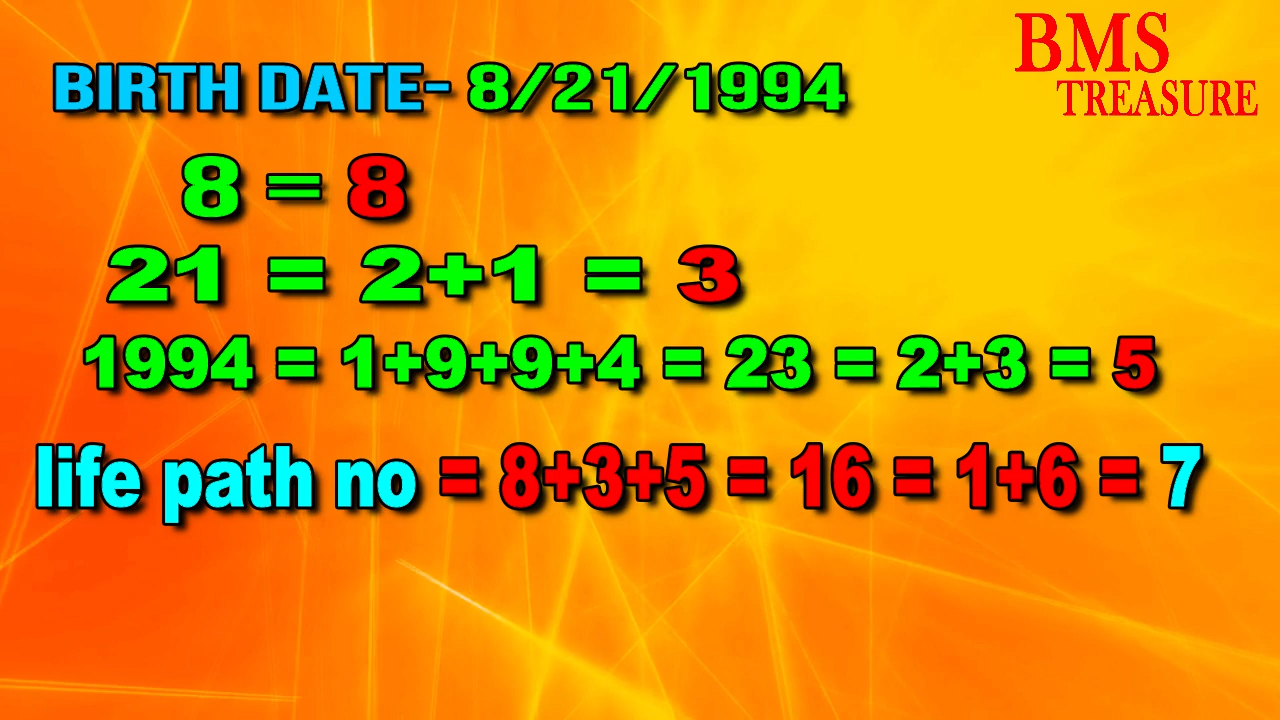 BMS
TREASURE
BIRTH DATE- 8/21/1994
8 = 8
21 = 2+1 = 3
1994 = 1+9+9+4 = 23 = 2+3 = 5
life path no = 8+3+5 = 16 = 1+6 = 7